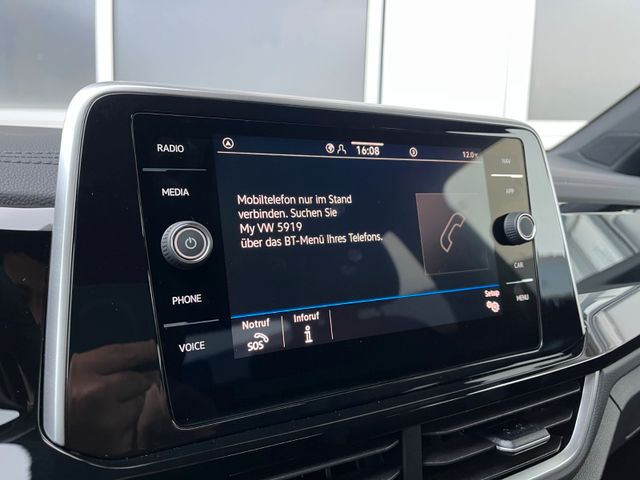 RADIO
MEDIA
PHONE
VOICE
16:08
12.0°C
Mobiltelefon nur im Stand
verbinden. Suchen Sie
My VW 5919
über das BT-Menü Ihres Telefons.
Setup
Notruf
SOS
Inforuf
i
NAV
APP
CAR
MENU